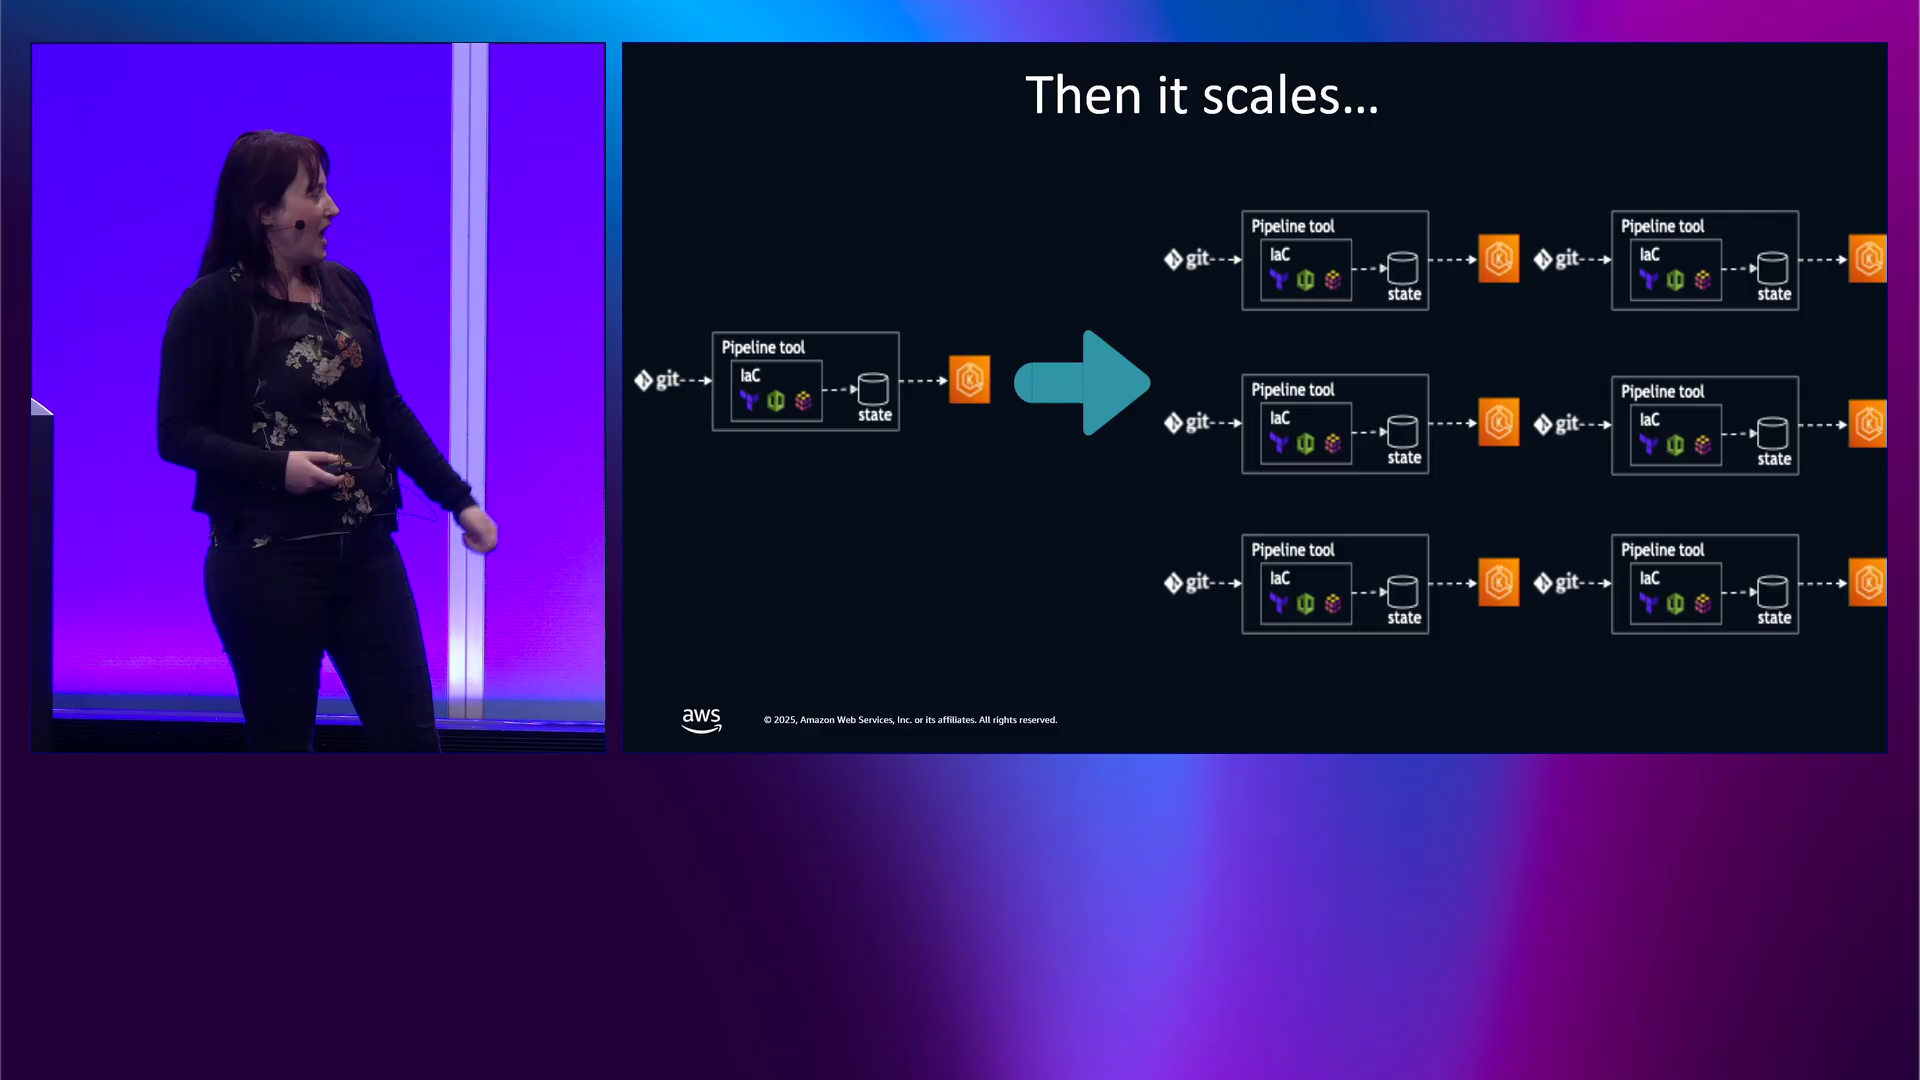 Then it scales...
git
Pipeline tool
IaC
state
git
Pipeline tool
IaC
state
git
Pipeline tool
IaC
state
git
Pipeline tool
IaC
state
git
Pipeline tool
IaC
state
git
Pipeline tool
IaC
state
git
Pipeline tool
IaC
state
aws
© 2025, Amazon Web Services, Inc. or its affiliates. All rights reserved.